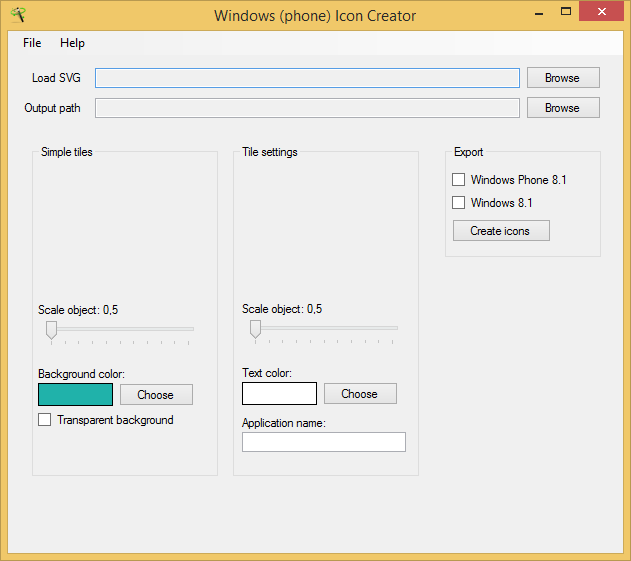 Windows (phone) Icon Creator
File Help
Load SVG Browse
Output path Browse
Simple tiles Tile settings Export
Windows Phone 8.1
Windows 8.1
Create icons
Scale object: 0,5 Scale object: 0,5
Background color: Text color:
Choose Choose
Transparent background Application name: